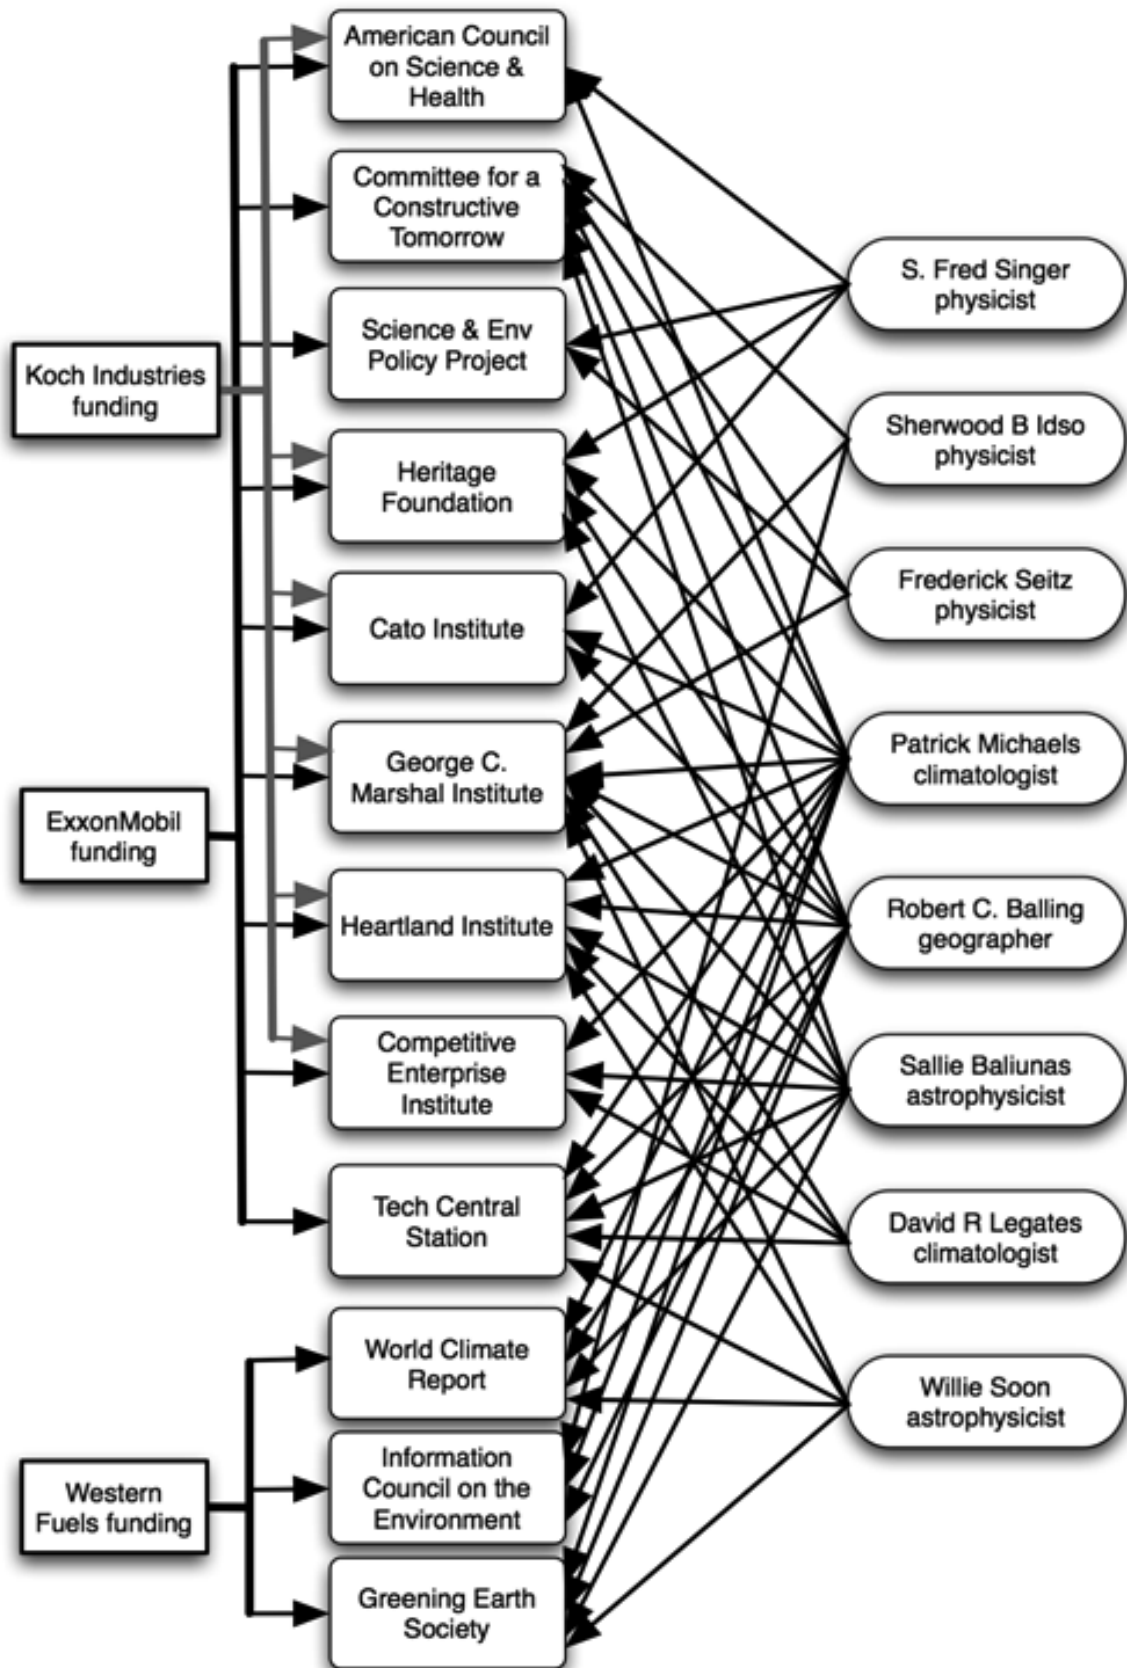 American Council
on Science &
Health
Committee for a
Constructive
Tomorrow
Science & Env
Policy Project
Heritage
Foundation
Cato Institute
George C.
Marshal Institute
Heartland Institute
Competitive
Enterprise
Institute
Tech Central
Station
World Climate
Report
Information
Council on the
Environment
Greening Earth
Society
Koch Industries
funding
ExxonMobil
funding
Western
Fuels funding
S. Fred Singer
physicist
Sherwood B Idso
physicist
Frederick Seitz
physicist
Patrick Michaels
climatologist
Robert C. Balling
geographer
Sallie Baliunas
astrophysicist
David R Legates
climatologist
Willie Soon
astrophysicist